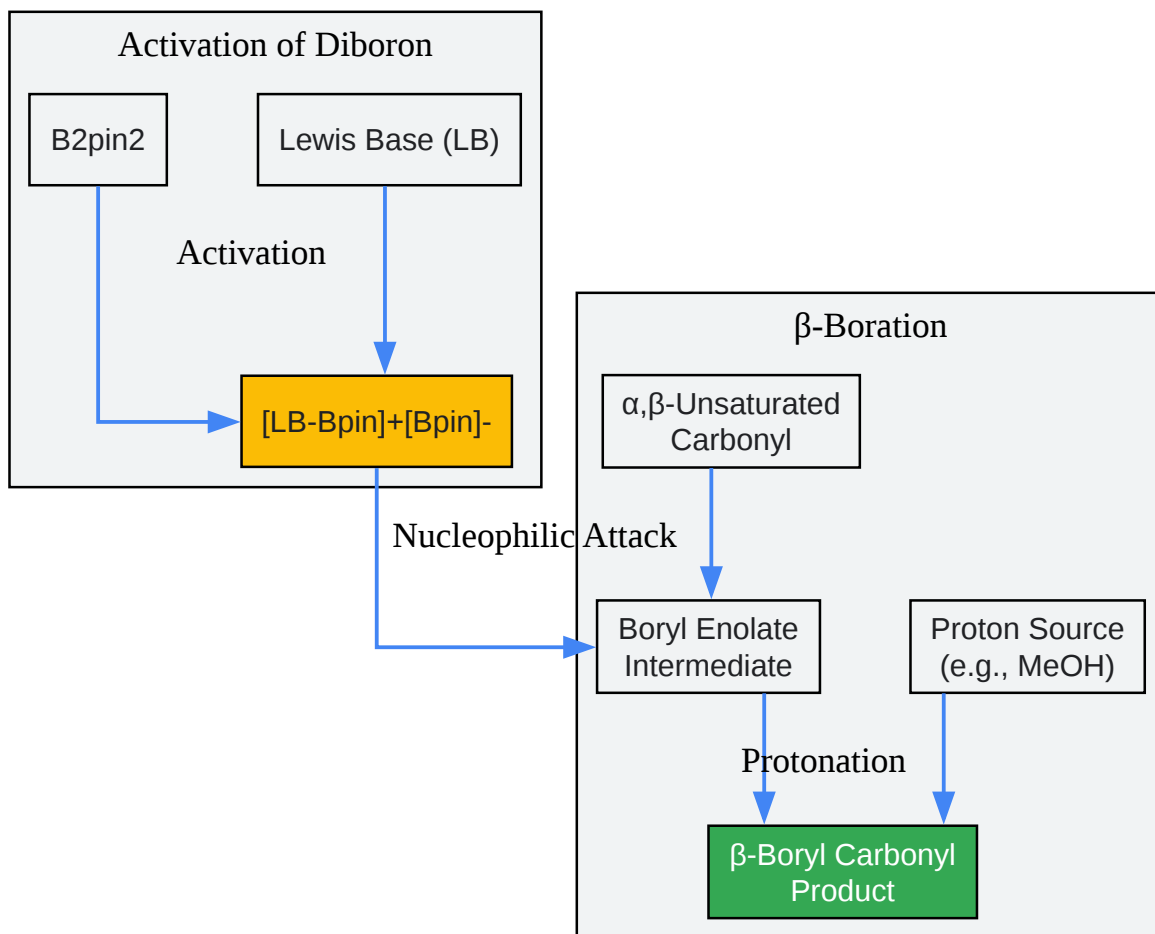 Activation of Diboron
B2pin2
Lewis Base (LB)
Activation
[LB-Bpin]+[Bpin]-
Nucleophilic Attack
β-Boration
α,β-Unsaturated
Carbonyl
Boryl Enolate
Intermediate
Proton Source
(e.g., MeOH)
Protonation
β-Boryl Carbonyl
Product